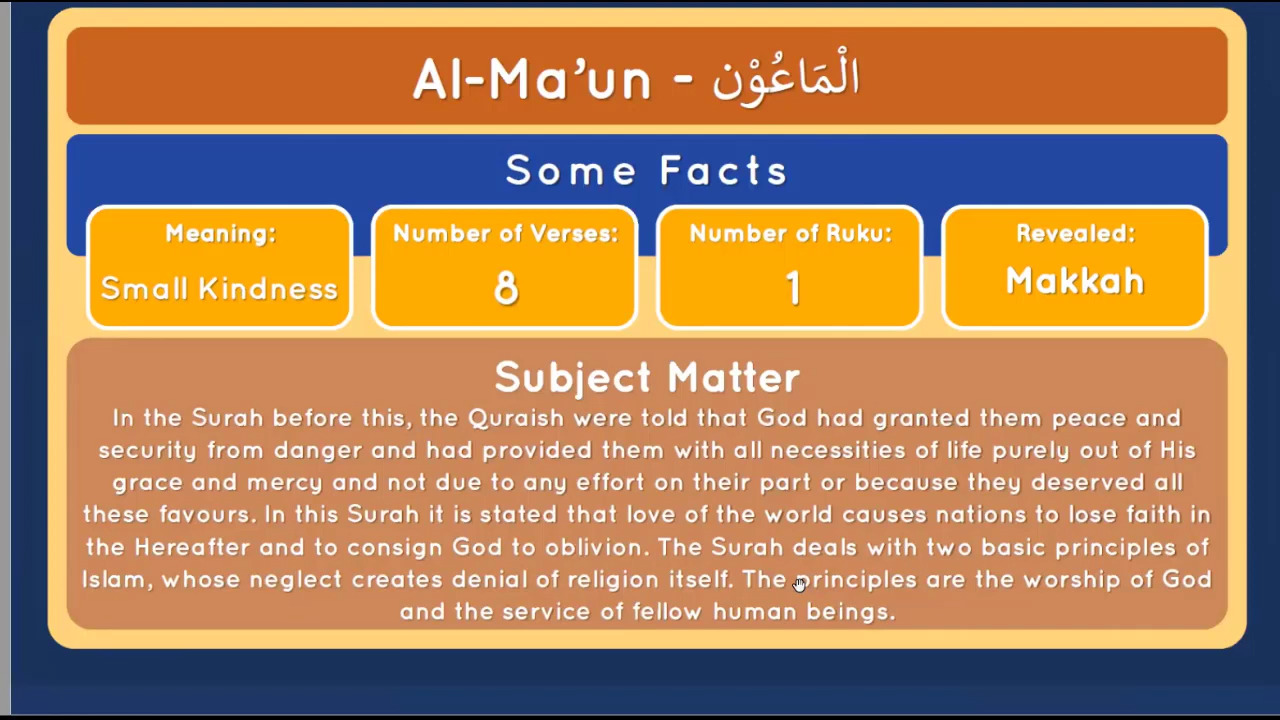 Al-Ma’un - الْمَاعُوْن
Some Facts
Meaning:
Small Kindness
Number of Verses:
8
Number of Ruku:
1
Revealed:
Makkah
Subject Matter
In the Surah before this, the Quraish were told that God had granted them peace and
security from danger and had provided them with all necessities of life purely out of His
grace and mercy and not due to any effort on their part or because they deserved all
these favours. In this Surah it is stated that love of the world causes nations to lose faith in
the Hereafter and to consign God to oblivion. The Surah deals with two basic principles of
Islam, whose neglect creates denial of religion itself. The principles are the worship of God
and the service of fellow human beings.